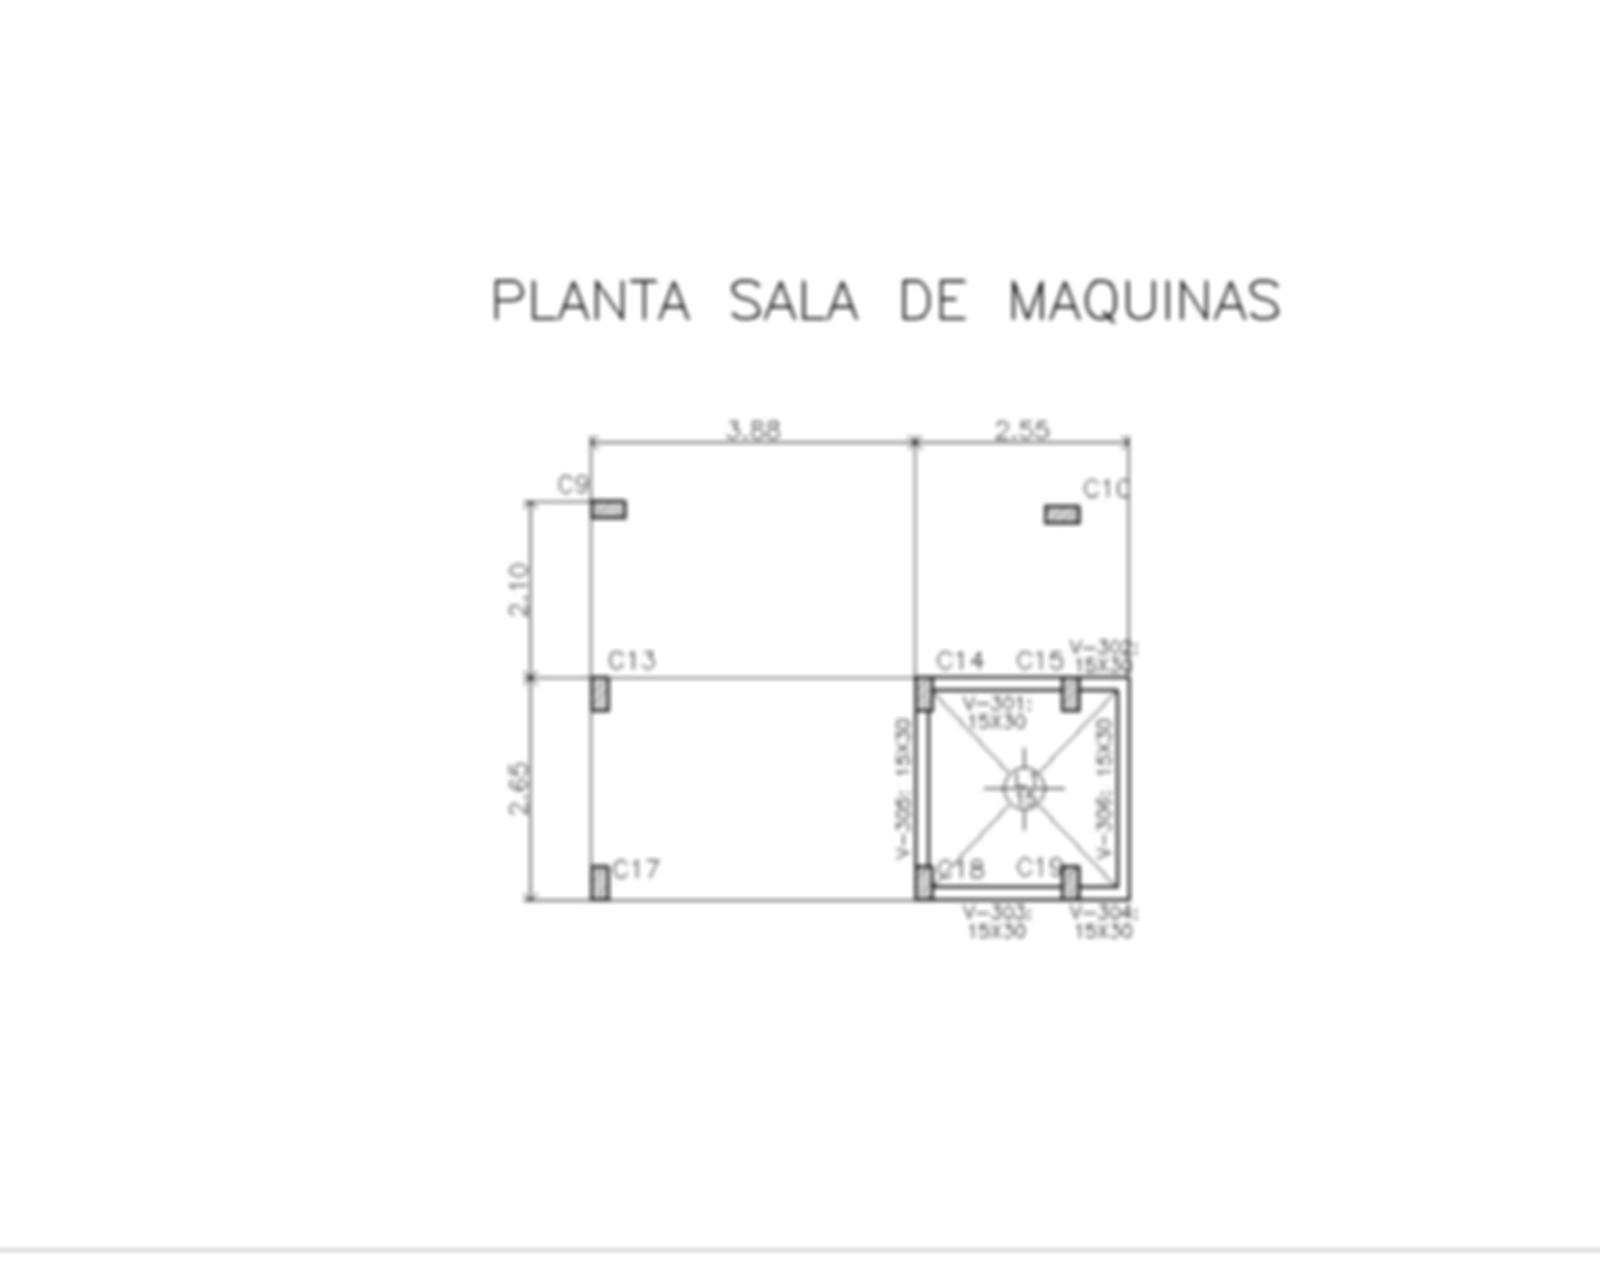 PLANTA SALA DE MAQUINAS
3.88 2.55
C9 C10
2.10
C13 C14 C15 V-302:
15X30
V-301:
15X30
V-305: 15X30
V-306: 15X30
2.65
C17 C18 C19
V-303: V-304:
15X30 15X30